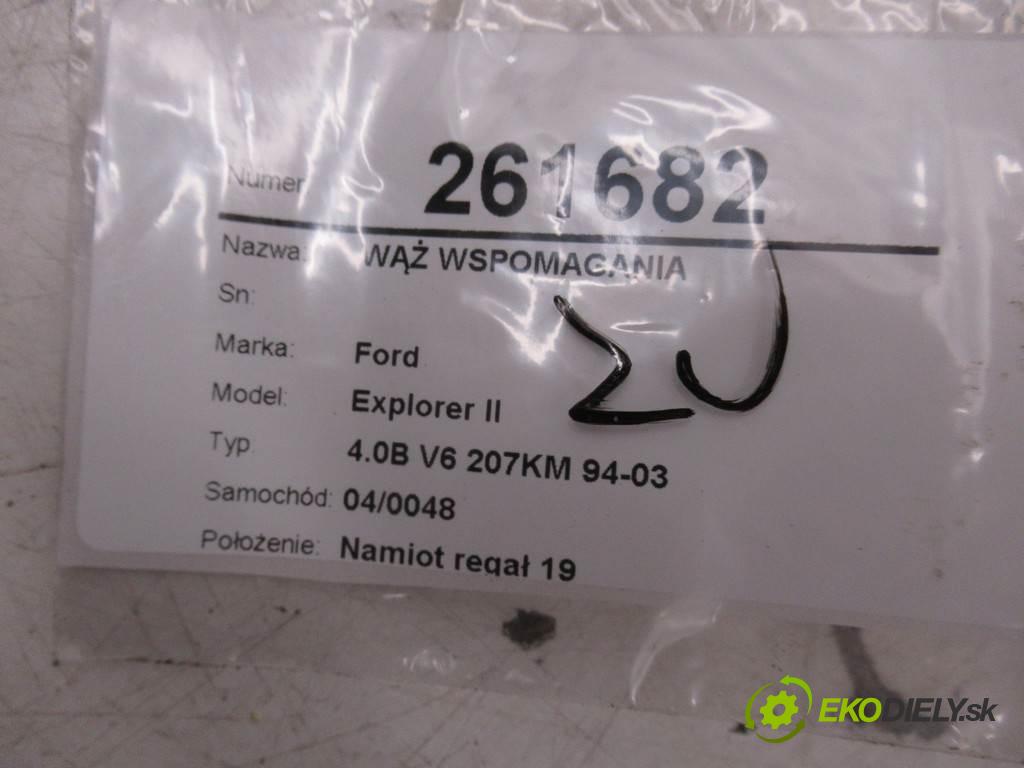 Numer 261682
Nazwa: WĄŻ WSPOMAGANIA
Sn:
Marka: Ford
Model: Explorer II
Typ 4.0B V6 207KM 94-03
Samochód: 04/0048
Położenie: Namiot regał 19
EKODIELY.sk